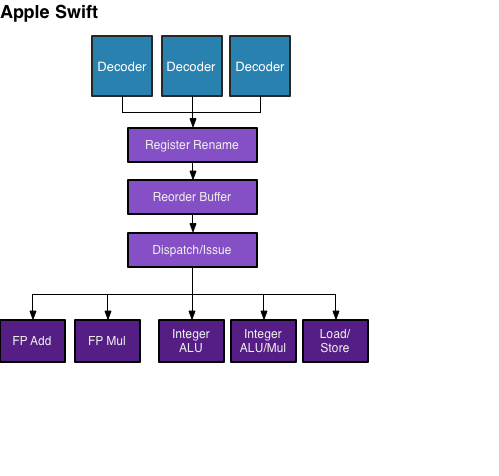 Apple Swift
Decoder
Decoder
Decoder
Register Rename
Reorder Buffer
Dispatch/Issue
FP Add
FP Mul
Integer
ALU
Integer
ALU/Mul
Load/
Store